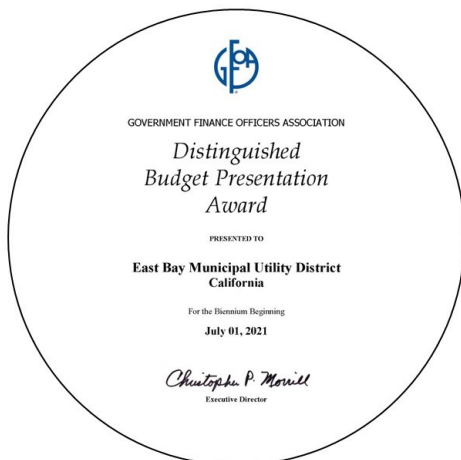 GFOA
GOVERNMENT FINANCE OFFICERS ASSOCIATION
Distinguished
Budget Presentation
Award
PRESENTED TO
East Bay Municipal Utility District
California
For the Biennium Beginning
July 01, 2021
Christopher P. Morrill
Executive Director